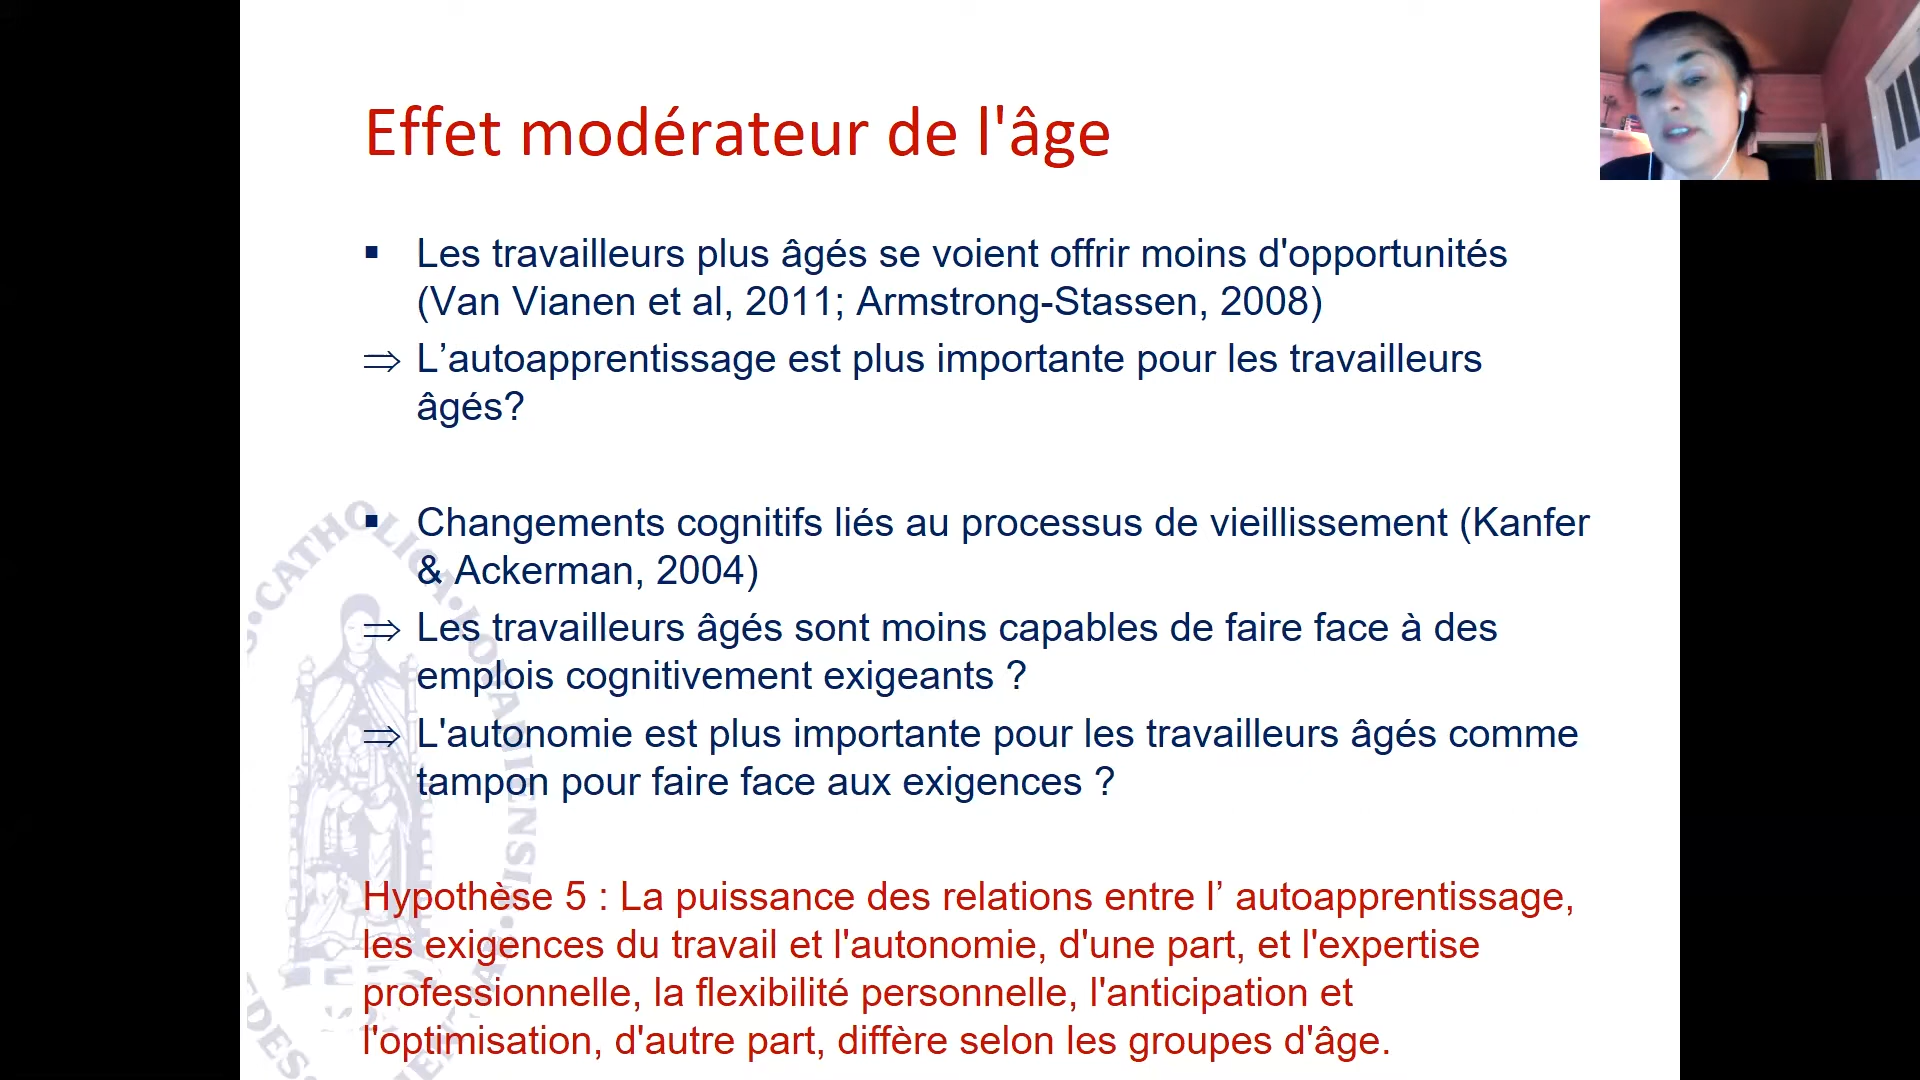 Effet modérateur de l'âge
▪ Les travailleurs plus âgés se voient offrir moins d'opportunités
(Van Vianen et al, 2011; Armstrong-Stassen, 2008)
⇒ L’autoapprentissage est plus importante pour les travailleurs
âgés?
▪ Changements cognitifs liés au processus de vieillissement (Kanfer
& Ackerman, 2004)
⇒ Les travailleurs âgés sont moins capables de faire face à des
emplois cognitivement exigeants ?
⇒ L'autonomie est plus importante pour les travailleurs âgés comme
tampon pour faire face aux exigences ?
Hypothèse 5 : La puissance des relations entre l’ autoapprentissage,
les exigences du travail et l'autonomie, d'une part, et l'expertise
professionnelle, la flexibilité personnelle, l'anticipation et
l'optimisation, d'autre part, diffère selon les groupes d'âge.
CATHOLICA